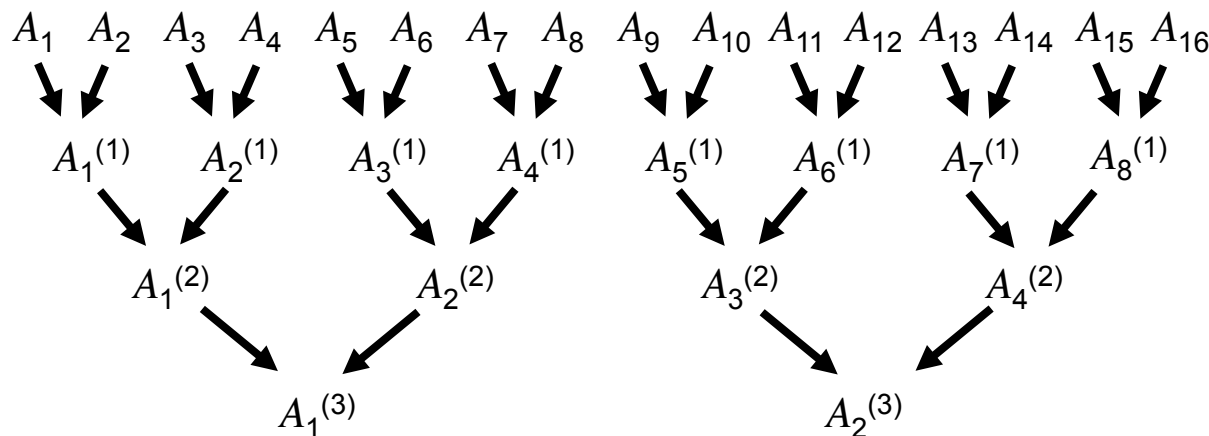 A₁ A₂ A₃ A₄ A₅ A₆ A₇ A₈ A₉ A₁₀ A₁₁ A₁₂ A₁₃ A₁₄ A₁₅ A₁₆
A₁⁽¹⁾ A₂⁽¹⁾ A₃⁽¹⁾ A₄⁽¹⁾ A₅⁽¹⁾ A₆⁽¹⁾ A₇⁽¹⁾ A₈⁽¹⁾
A₁⁽²⁾ A₂⁽²⁾ A₃⁽²⁾ A₄⁽²⁾
A₁⁽³⁾ A₂⁽³⁾